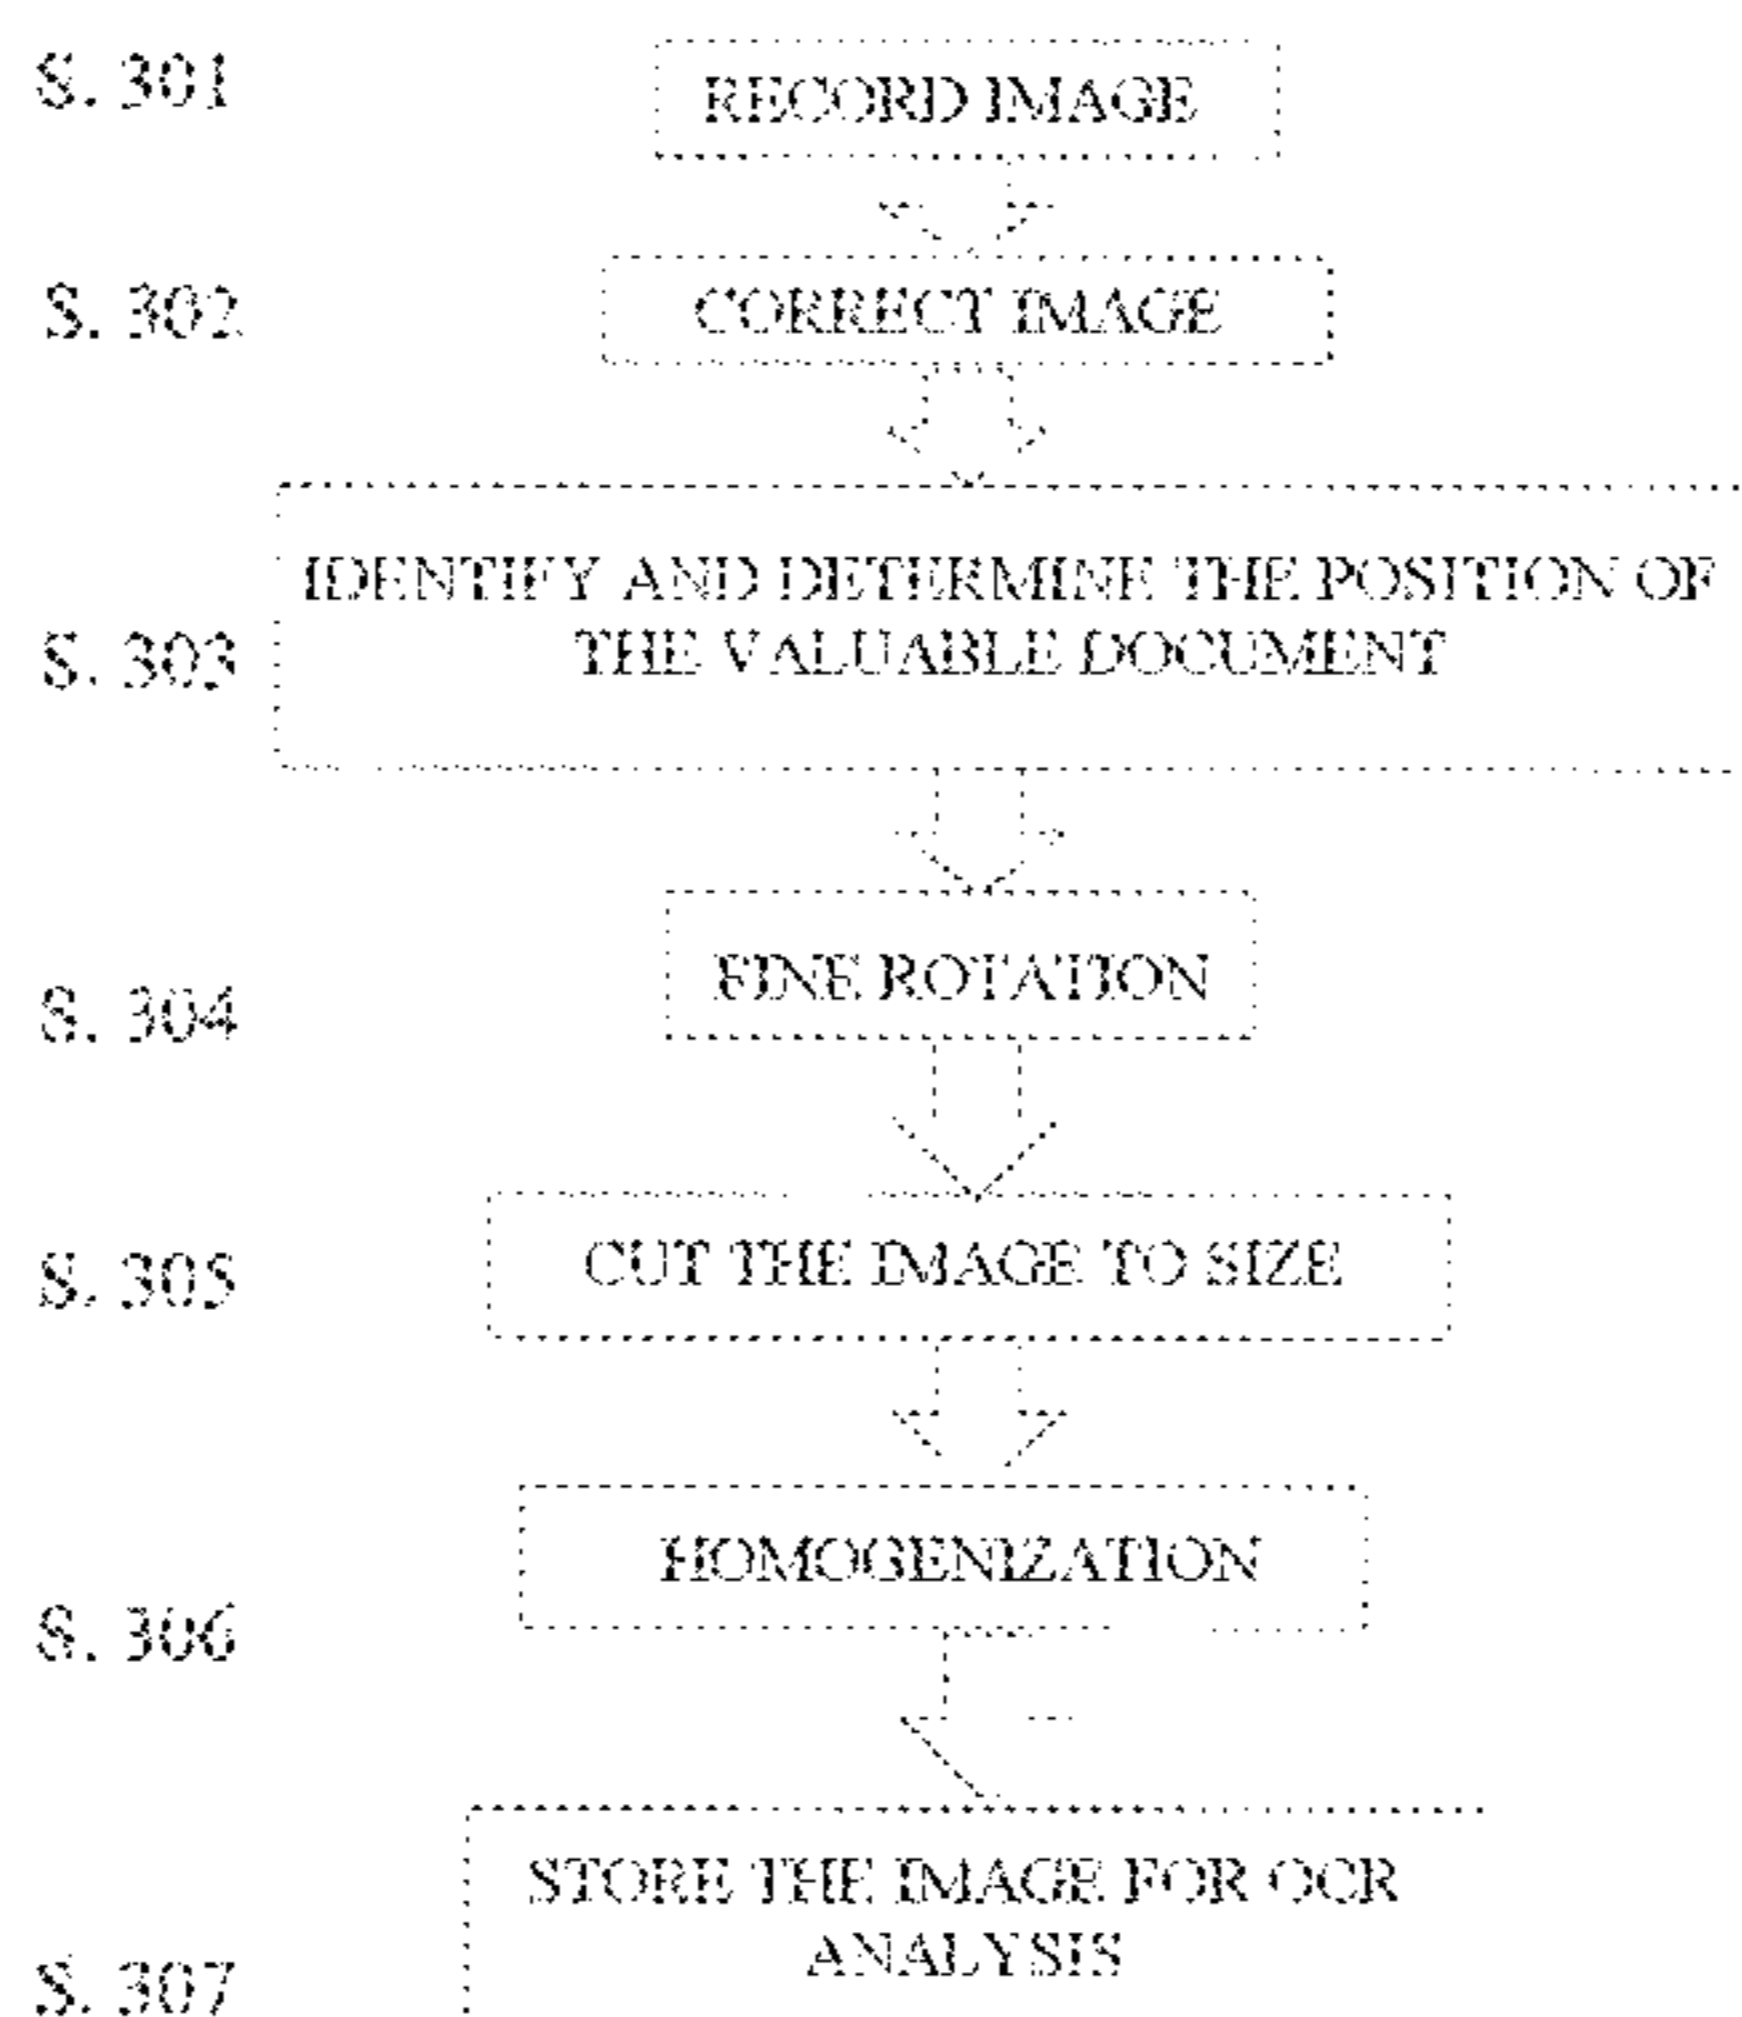 S. 301
RECORD IMAGE
S. 302
CORRECT IMAGE
IDENTIFY AND DETERMINE THE POSITION OF
THE VALUABLE DOCUMENT
S. 303
FINE ROTATION
S. 304
CUT THE IMAGE TO SIZE
S. 305
HOMOGENIZATION
S. 306
STORE THE IMAGE FOR OCR
ANALYSIS
S. 307